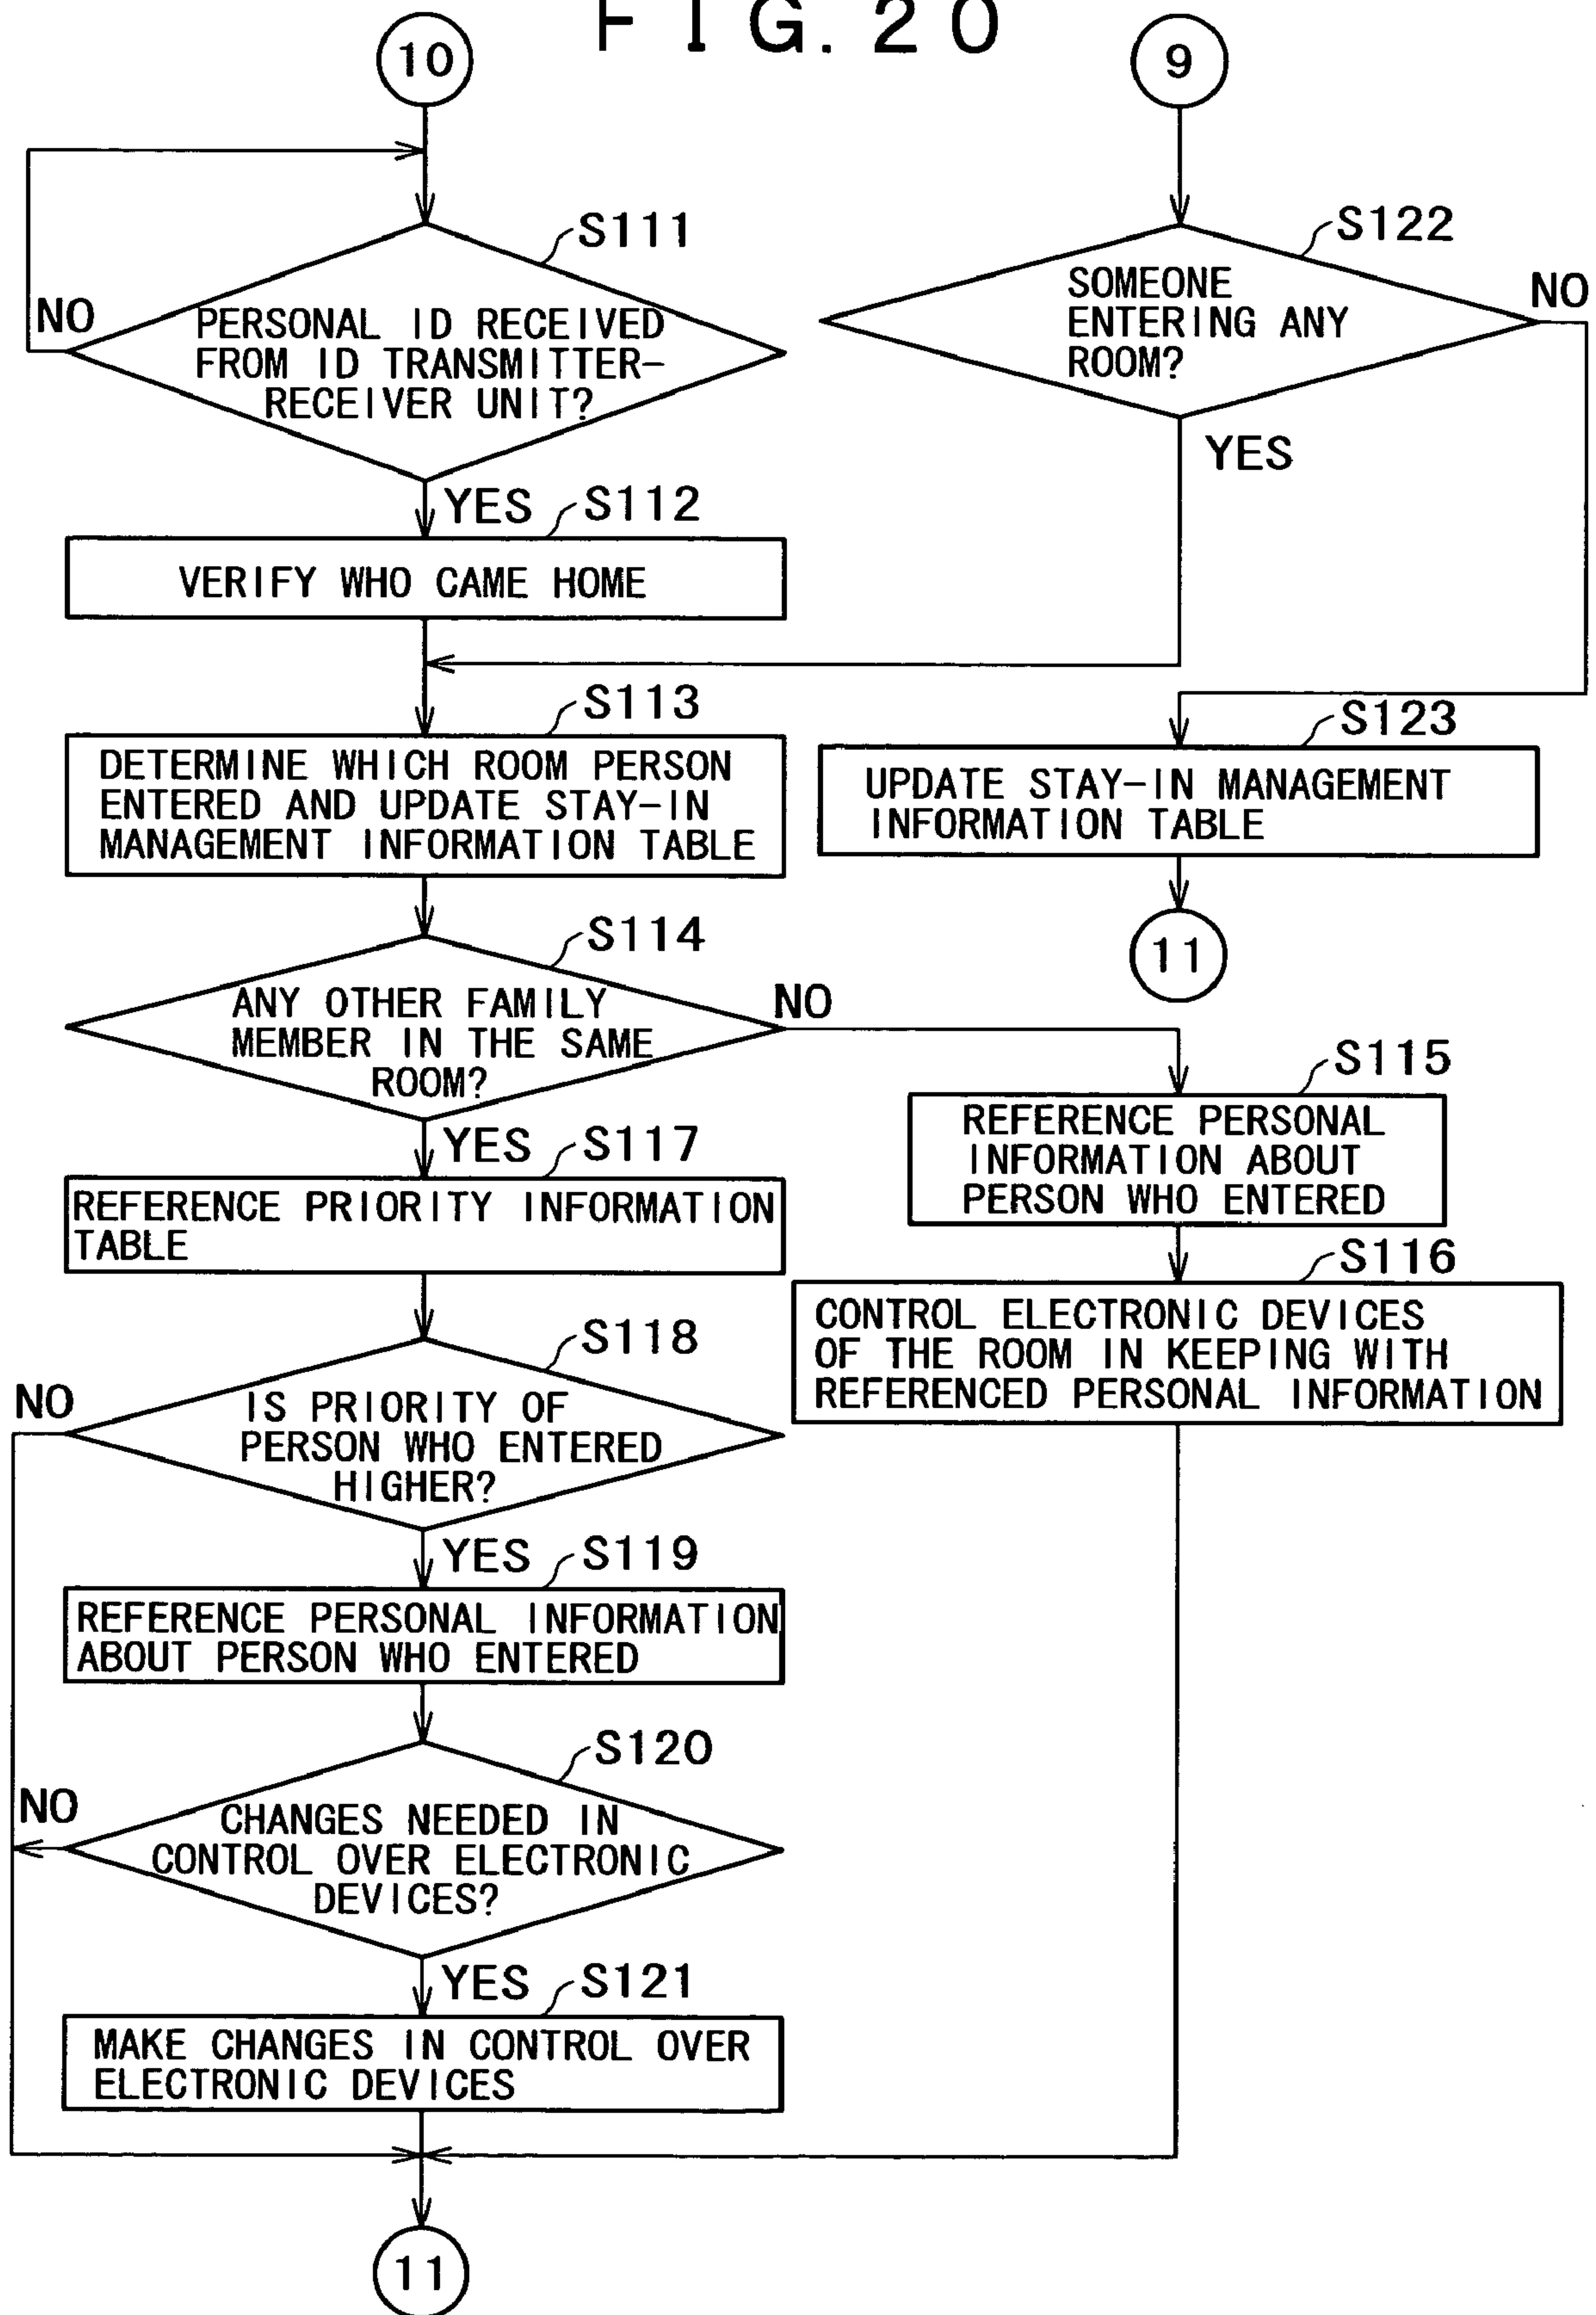 FIG. 20
10
9
S111
NO
PERSONAL ID RECEIVED
FROM ID TRANSMITTER-
RECEIVER UNIT?
S122
SOMEONE
ENTERING ANY
ROOM?
NO
YES
YES
S112
VERIFY WHO CAME HOME
S113
DETERMINE WHICH ROOM PERSON
ENTERED AND UPDATE STAY-IN
MANAGEMENT INFORMATION TABLE
S123
UPDATE STAY-IN MANAGEMENT
INFORMATION TABLE
11
S114
ANY OTHER FAMILY
MEMBER IN THE SAME
ROOM?
NO
S115
REFERENCE PERSONAL
INFORMATION ABOUT
PERSON WHO ENTERED
YES
S117
REFERENCE PRIORITY INFORMATION
TABLE
S116
CONTROL ELECTRONIC DEVICES
OF THE ROOM IN KEEPING WITH
REFERENCED PERSONAL INFORMATION
S118
NO
IS PRIORITY OF
PERSON WHO ENTERED
HIGHER?
YES
S119
REFERENCE PERSONAL INFORMATION
ABOUT PERSON WHO ENTERED
S120
NO
CHANGES NEEDED IN
CONTROL OVER ELECTRONIC
DEVICES?
YES
S121
MAKE CHANGES IN CONTROL OVER
ELECTRONIC DEVICES
11